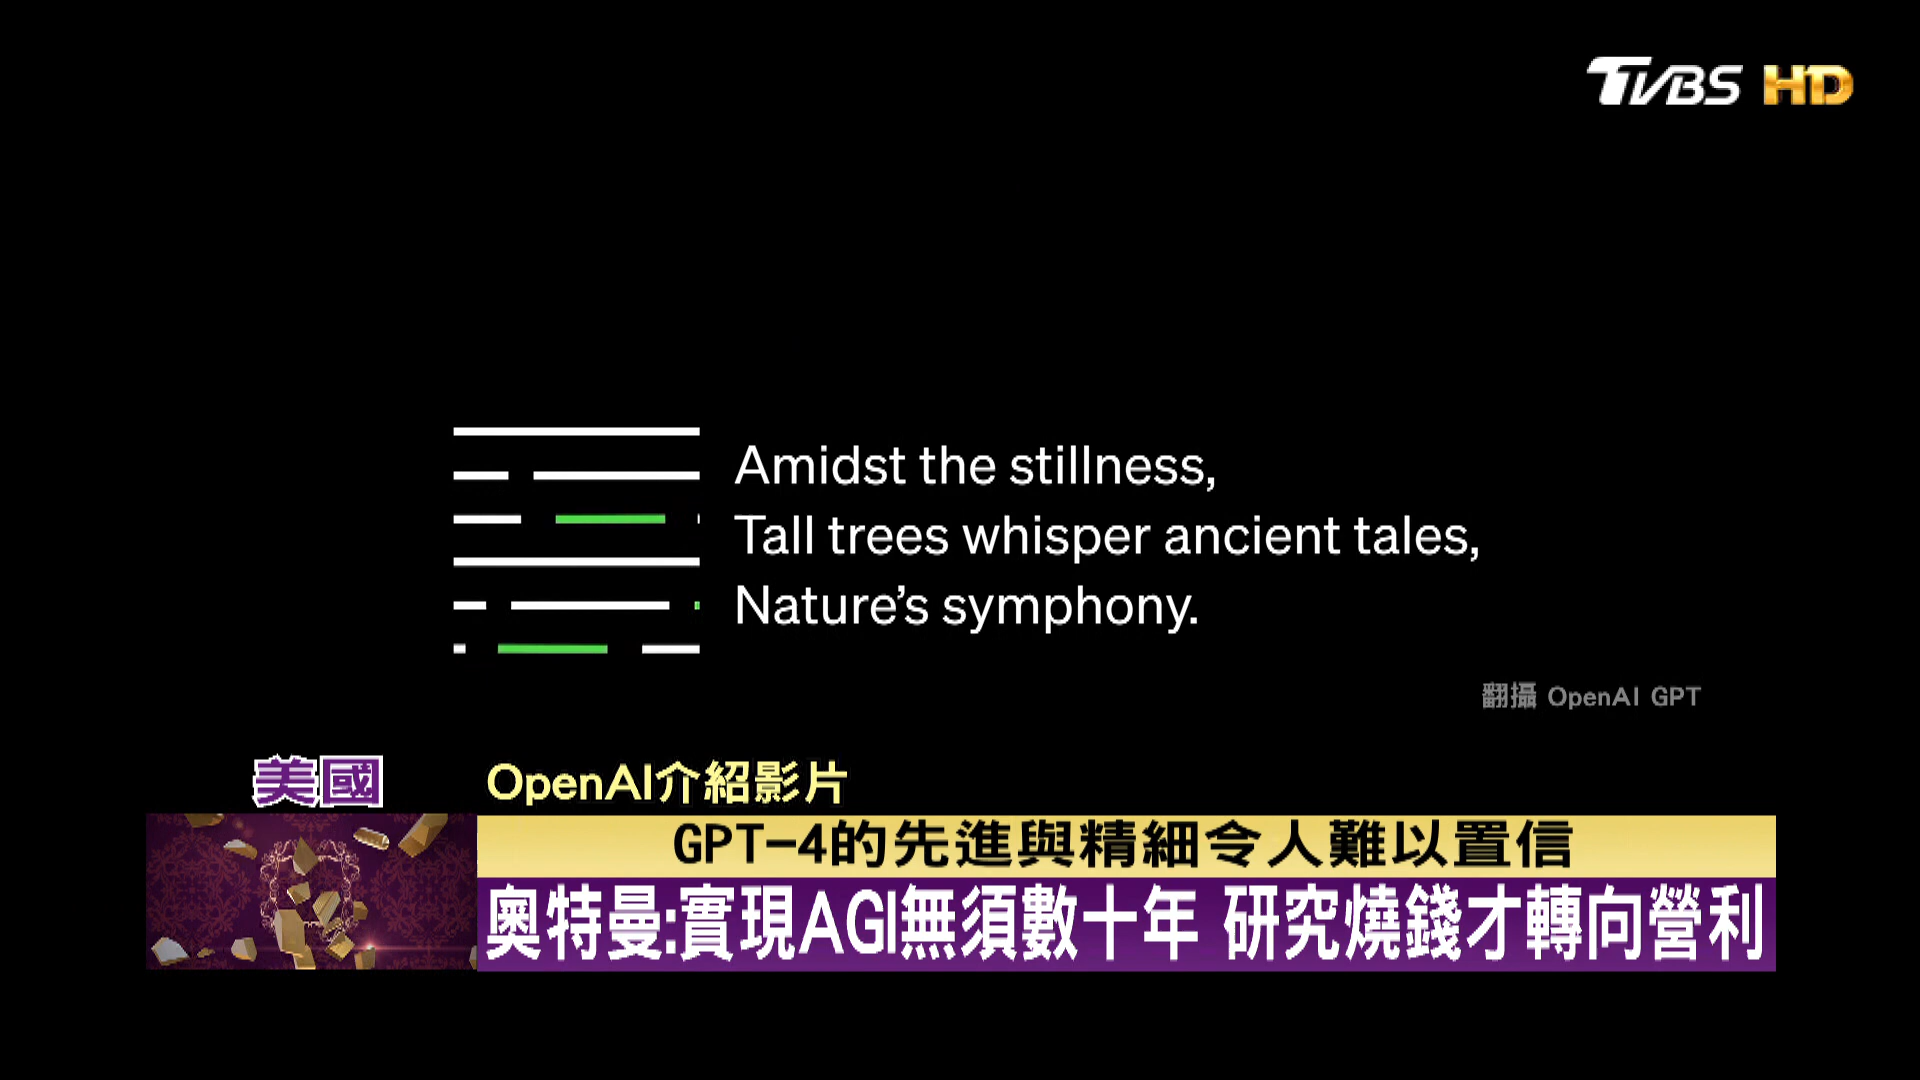 TVBS HD
Amidst the stillness,
Tall trees whisper ancient tales,
Nature’s symphony.
翻攝 OpenAI GPT
美國
OpenAI介紹影片
GPT-4的先進與精細令人難以置信
奧特曼:實現AGI無須數十年 研究燒錢才轉向營利